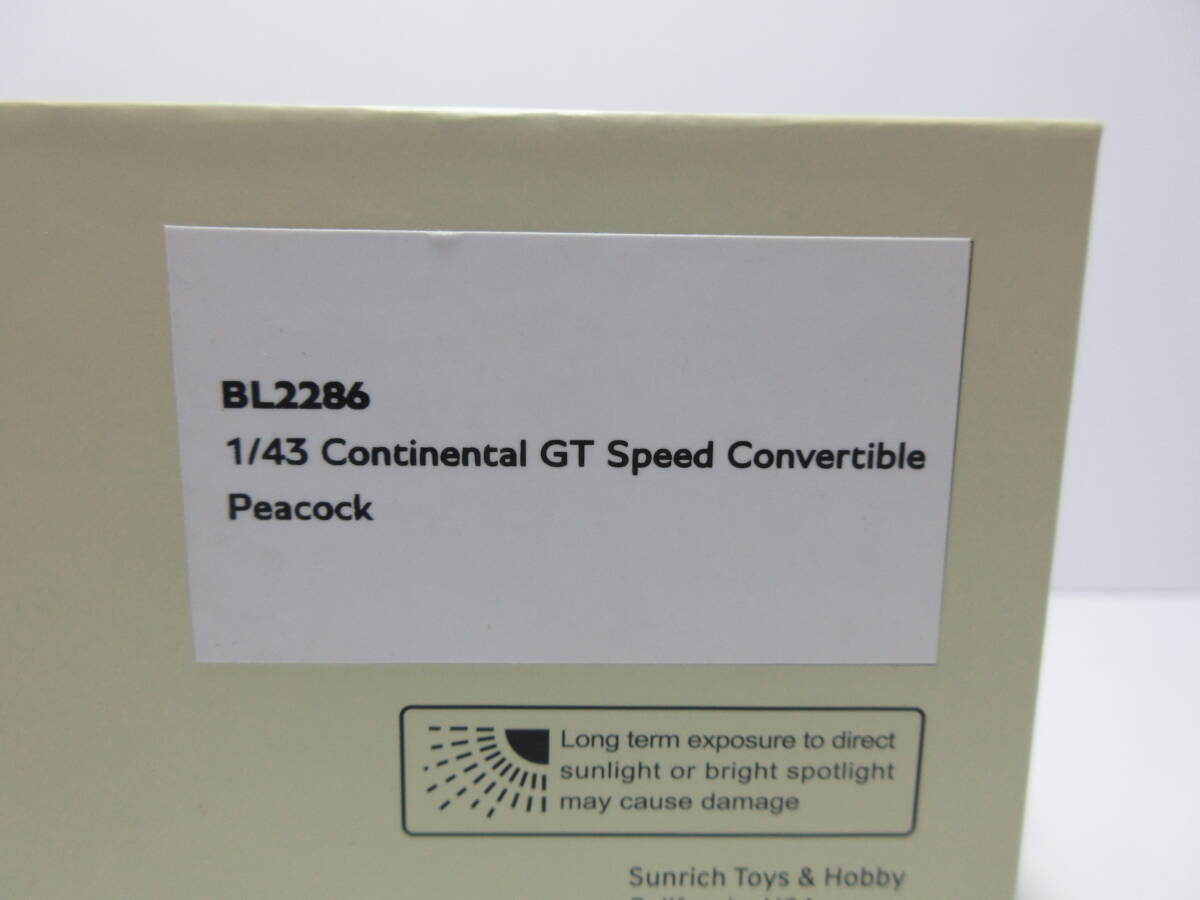 BL2286
1/43 Continental GT Speed Convertible
Peacock
Long term exposure to direct
sunlight or bright spotlight
may cause damage
Sunrich Toys & Hobby